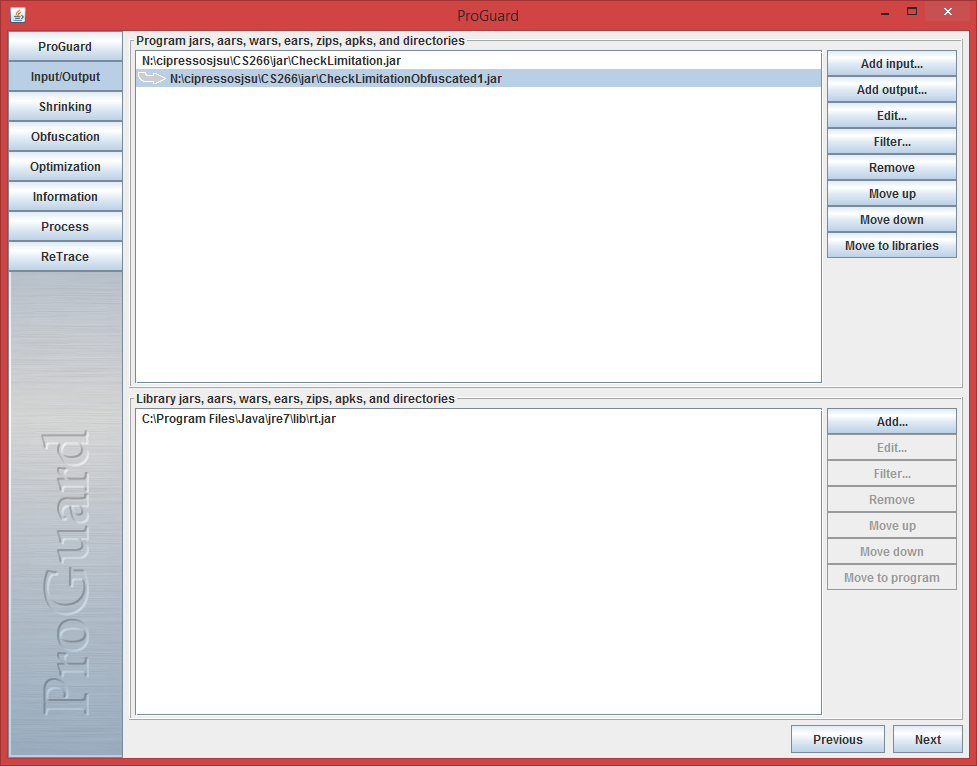 ProGuard
ProGuard
Input/Output
Shrinking
Obfuscation
Optimization
Information
Process
ReTrace
ProGuard
Program jars, aars, wars, ears, zips, apks, and directories
N:\cipressosjsu\CS266\jar\CheckLimitation.jar
N:\cipressosjsu\CS266\jar\CheckLimitationObfuscated1.jar
Add input...
Add output...
Edit...
Filter...
Remove
Move up
Move down
Move to libraries
Library jars, aars, wars, ears, zips, apks, and directories
C:\Program Files\Java\jre7\lib\rt.jar
Add...
Edit...
Filter...
Remove
Move up
Move down
Move to program
Previous
Next